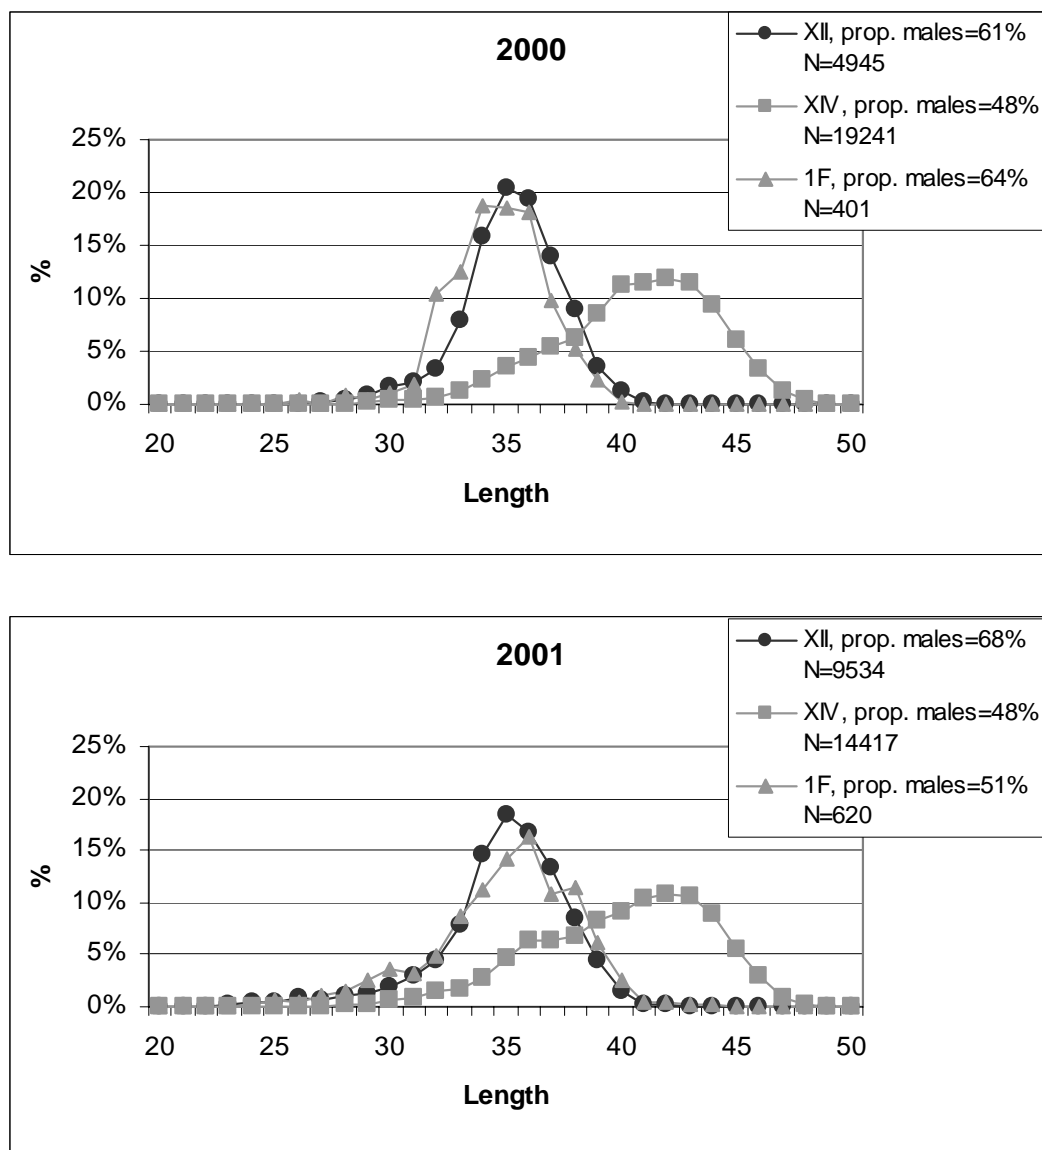 2000
XII, prop. males=61%
N=4945
XIV, prop. males=48%
N=19241
1F, prop. males=64%
N=401
25%
20%
15%
10%
5%
0%
%
20 25 30 35 40 45 50
Length
2001
XII, prop. males=68%
N=9534
XIV, prop. males=48%
N=14417
1F, prop. males=51%
N=620
25%
20%
15%
10%
5%
0%
%
20 25 30 35 40 45 50
Length